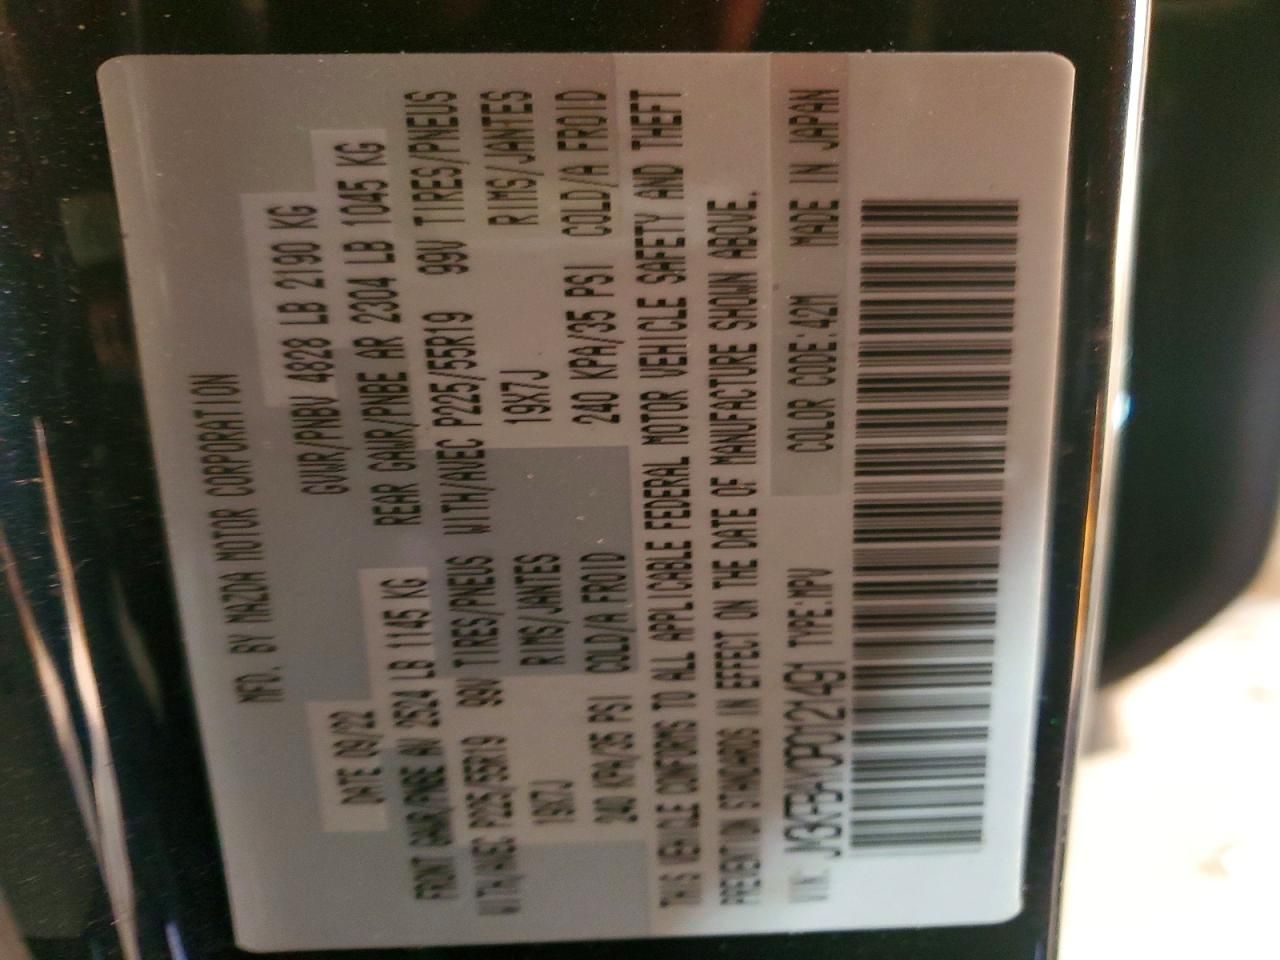 MFD. BY MAZDA MOTOR CORPORATION
DATE 09/22 GVWR/PNBV 4828 LB 2190 KG
FRONT GAWR/PNBE AV 2524 LB 1145 KG REAR GAWR/PNBE AR 2304 LB 1045 KG
WITH/AVEC P225/55R19 99V TIRES/PNEUS WITH/AVEC P225/55R19 99V TIRES/PNEUS
19X7J RIMS/JANTES 19X7J RIMS/JANTES
240 KPA/35 PSI COLD/A FROID 240 KPA/35 PSI COLD/A FROID
THIS VEHICLE CONFORMS TO ALL APPLICABLE FEDERAL MOTOR VEHICLE SAFETY AND THEFT
PREVENTION STANDARDS IN EFFECT ON THE DATE OF MANUFACTURE SHOWN ABOVE.
VIN: TYPE:MPV COLOR CODE:42M MADE IN JAPAN